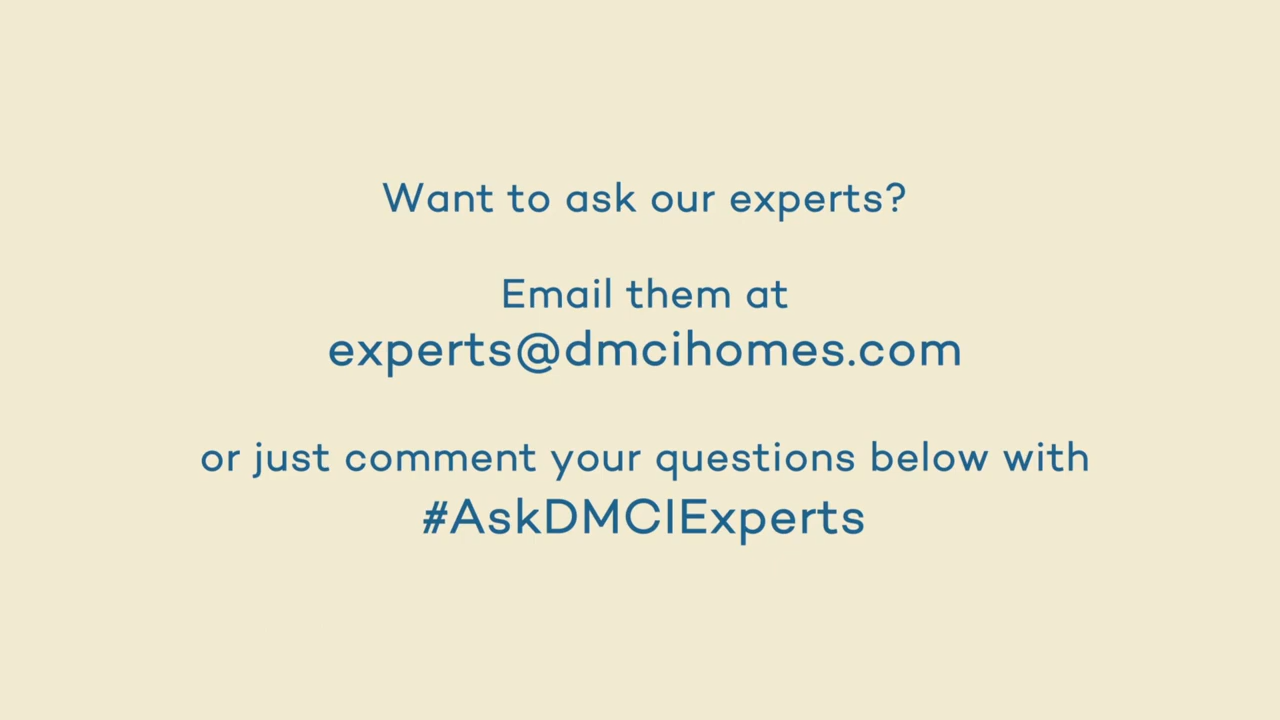 Want to ask our experts?
Email them at
experts@dmcihomes.com
or just comment your questions below with
#AskDMCIExperts